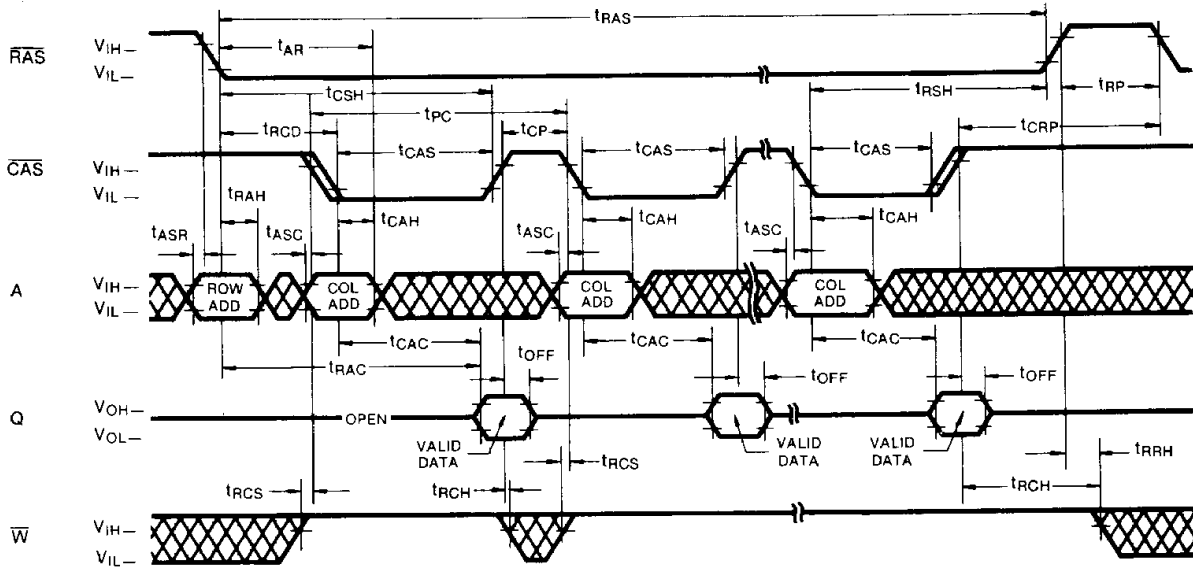 tRAS
RAS VIH—
tAR
VIL—
tCSH tRSH tRP
tPC
tRCD tCP tCRP
CAS VIH—
tCAS tCAS tCAS
VIL—
tRAH
tASR tASC tCAH tASC tCAH tASC tCAH
A VIH—
VIL—
ROW ADD
COL ADD
COL ADD
COL ADD
tCAC tCAC tCAC
tRAC tOFF tOFF tOFF
Q VOH—
VOL—
OPEN
VALID DATA
VALID DATA
VALID DATA
tRCS tRRH
tRCS tRCH tRCH
W VIH—
VIL—